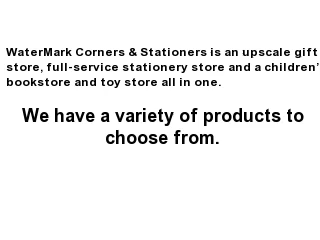 WaterMark Corners & Stationers is an upscale gift
store, full-service stationery store and a children’
bookstore and toy store all in one.
We have a variety of products to
choose from.